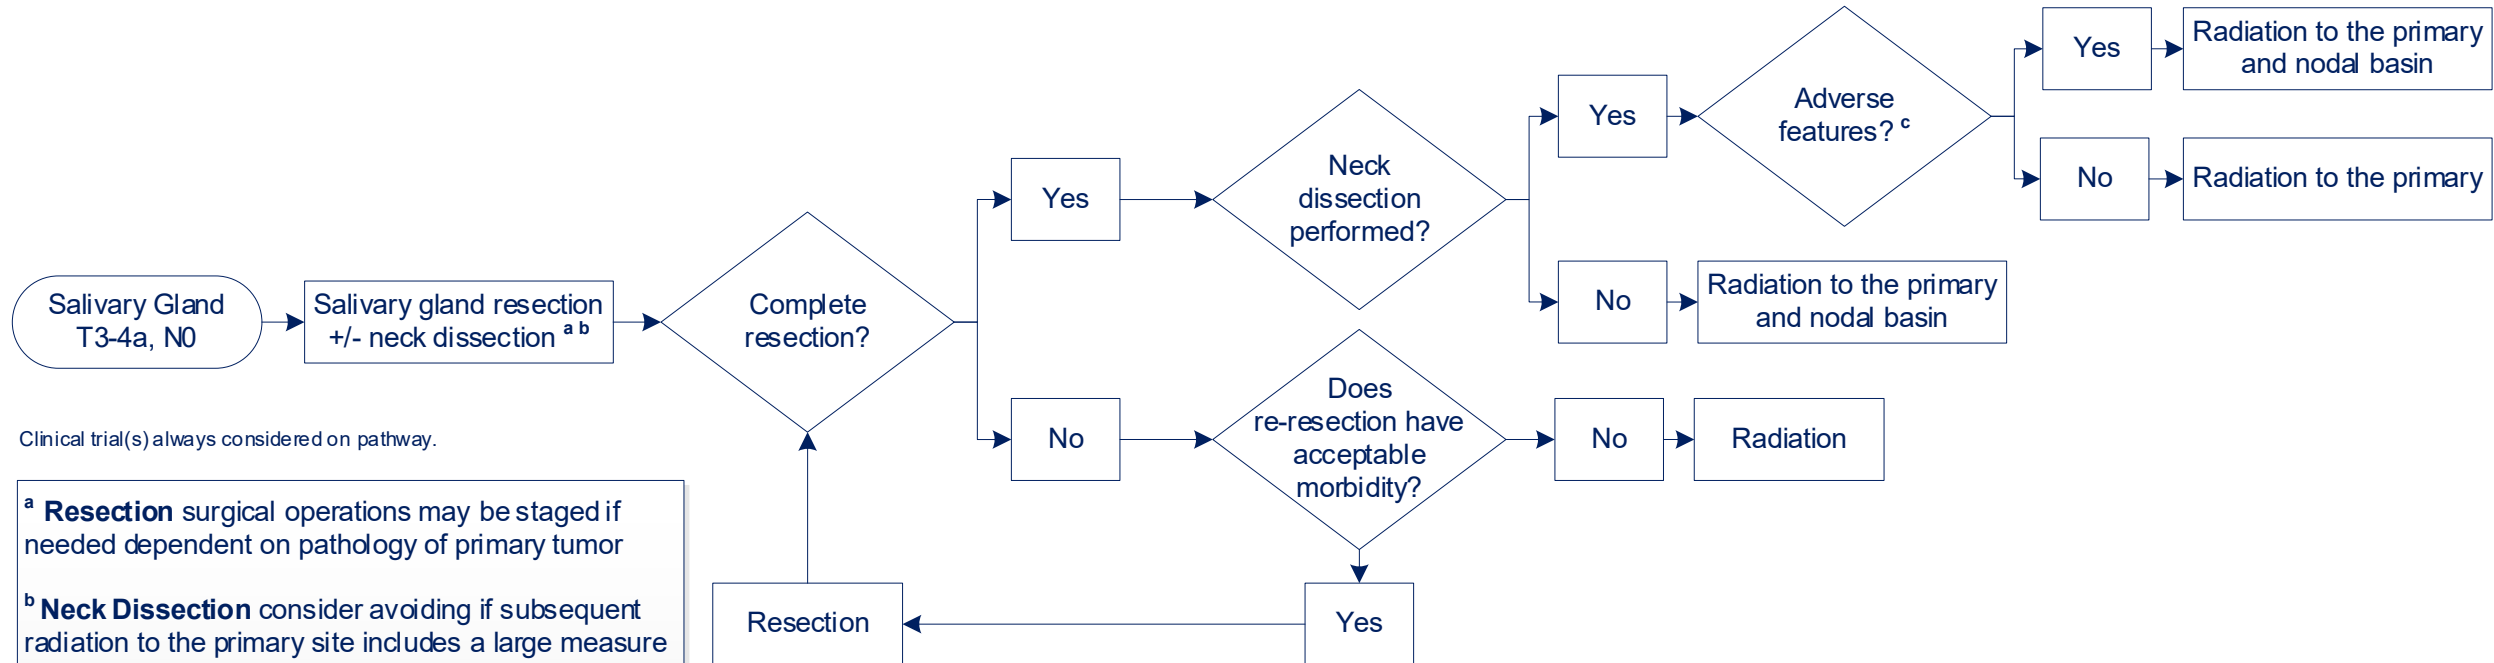 Salivary Gland
T3-4a, N0
Salivary gland resection
+/- neck dissection a b
Complete
resection?
Yes
Neck
dissection
performed?
Yes
Adverse
features? c
Yes
Radiation to the primary
and nodal basin
No
Radiation to the primary
No
Radiation to the primary
and nodal basin
No
Does
re-resection have
acceptable
morbidity?
No
Radiation
Yes
Resection
Clinical trial(s) always considered on pathway.
a Resection surgical operations may be staged if
needed dependent on pathology of primary tumor
b Neck Dissection consider avoiding if subsequent
radiation to the primary site includes a large measure